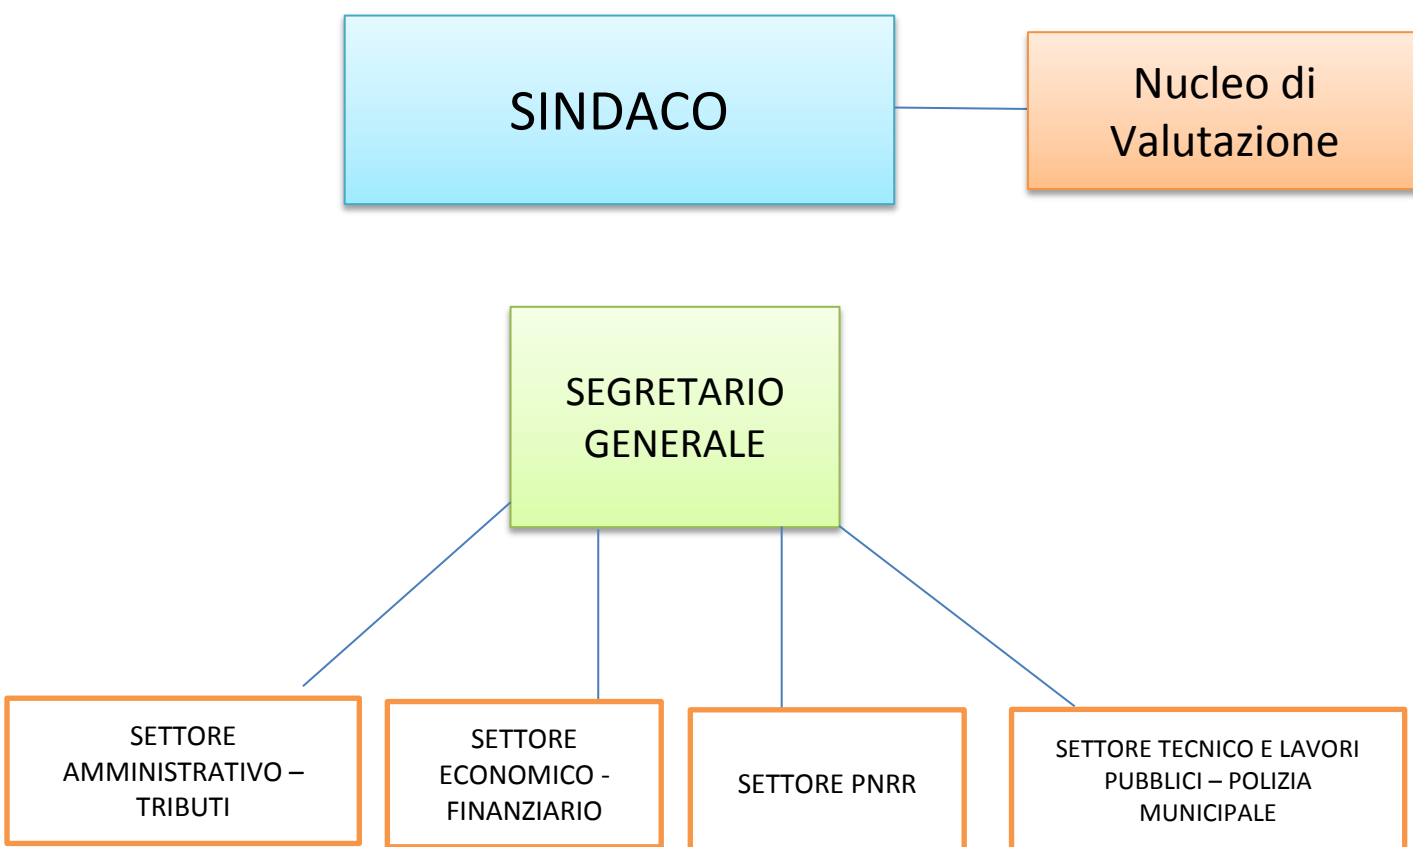 SINDACO
Nucleo di
Valutazione
SEGRETARIO
GENERALE
SETTORE
AMMINISTRATIVO –
TRIBUTI
SETTORE
ECONOMICO -
FINANZIARIO
SETTORE PNRR
SETTORE TECNICO E LAVORI
PUBBLICI – POLIZIA
MUNICIPALE